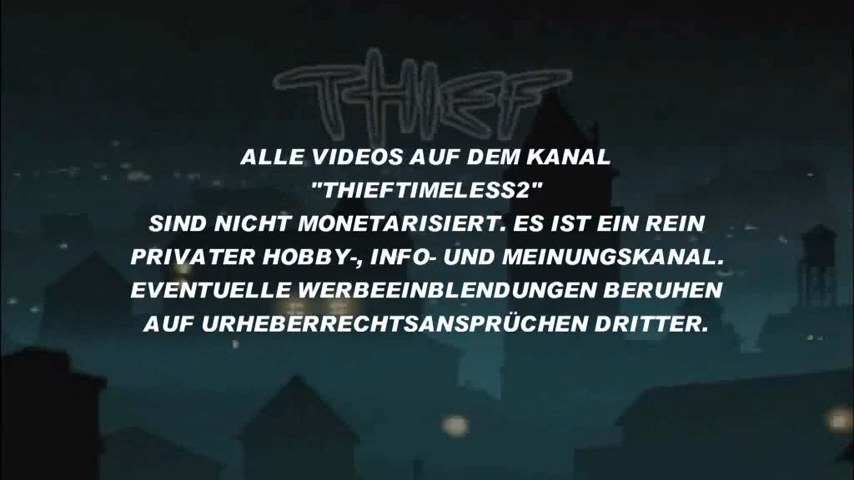 THIEF
ALLE VIDEOS AUF DEM KANAL
"THIEFTIMELESS2"
SIND NICHT MONETARISIERT. ES IST EIN REIN
PRIVATER HOBBY-, INFO- UND MEINUNGSKANAL.
EVENTUELLE WERBEEINBLENDUNGEN BERUHEN
AUF URHEBERRECHTSANSPRÜCHEN DRITTER.